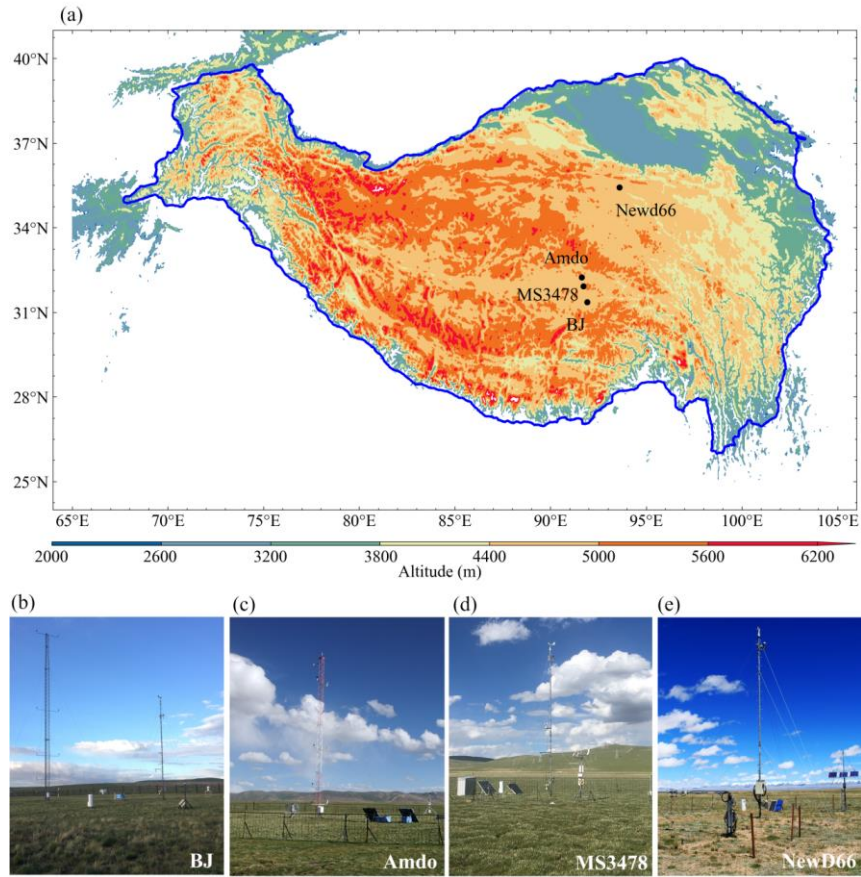 (a)
40°N
37°N
34°N
31°N
28°N
25°N
Newd66
Amdo
MS3478
BJ
65°E 70°E 75°E 80°E 85°E 90°E 95°E 100°E 105°E
2000 2600 3200 3800 4400 5000 5600 6200
Altitude (m)
(b) (c) (d) (e)
BJ Amdo MS3478 NewD66